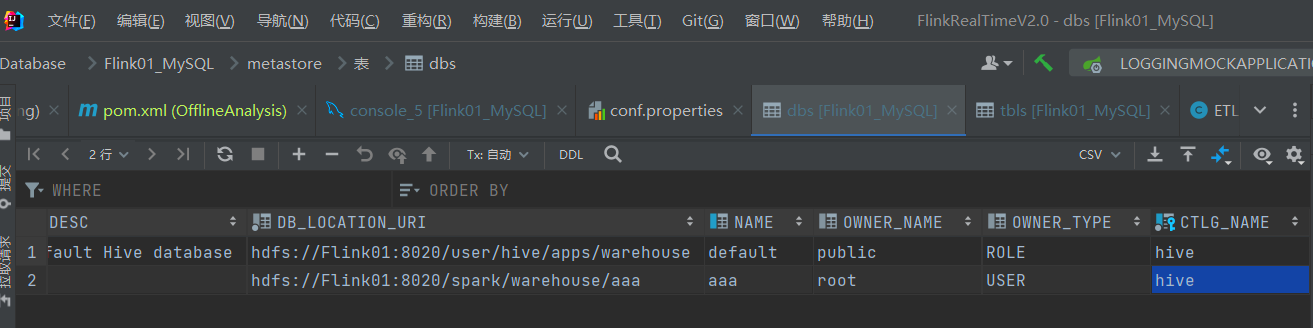 文件(F) 编辑(E) 视图(V) 导航(N) 代码(C) 重构(R) 构建(B) 运行(U) 工具(T) Git(G) 窗口(W) 帮助(H) FlinkRealTimeV2.0 - dbs [Flink01_MySQL]
Database Flink01_MySQL metastore 表 dbs LOGGINGMOCKAPPLICATI
项目
提交
拉取请求
ng) pom.xml (OfflineAnalysis) console_5 [Flink01_MySQL] conf.properties dbs [Flink01_MySQL] tbls [Flink01_MySQL] C ETL
2 行 Tx: 自动 DDL CSV
WHERE ORDER BY
DESC DB_LOCATION_URI NAME OWNER_NAME OWNER_TYPE CTLG_NAME
1 fault Hive database hdfs://Flink01:8020/user/hive/apps/warehouse default public ROLE hive
2 hdfs://Flink01:8020/spark/warehouse/aaa aaa root USER hive